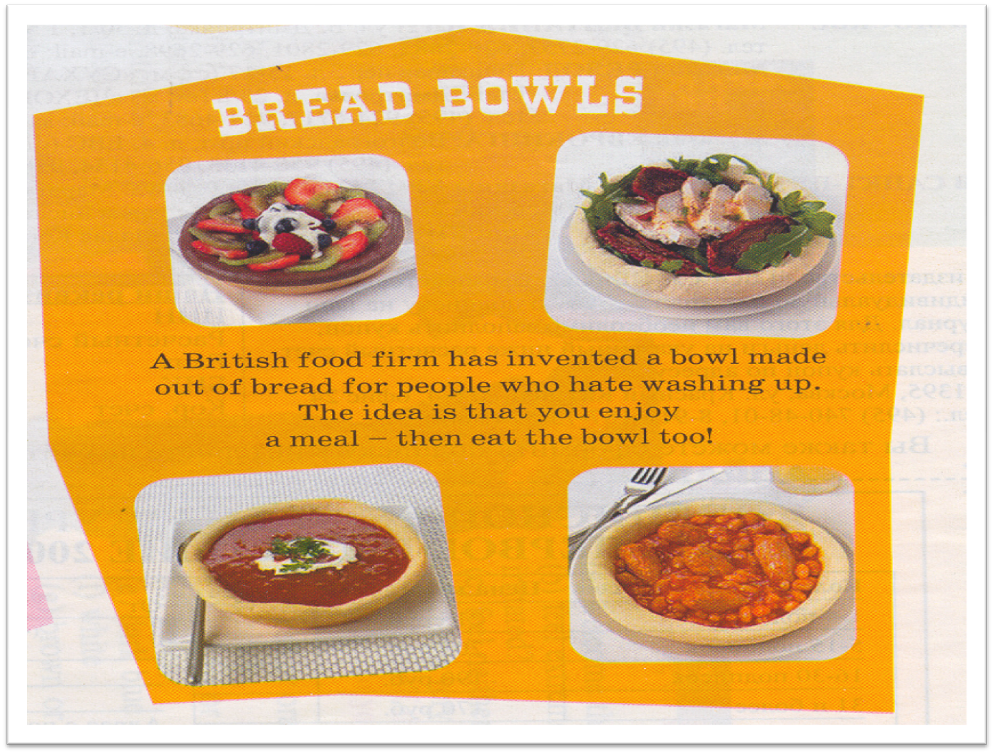 BREAD BOWLS
A British food firm has invented a bowl made
out of bread for people who hate washing up.
The idea is that you enjoy
a meal – then eat the bowl too!